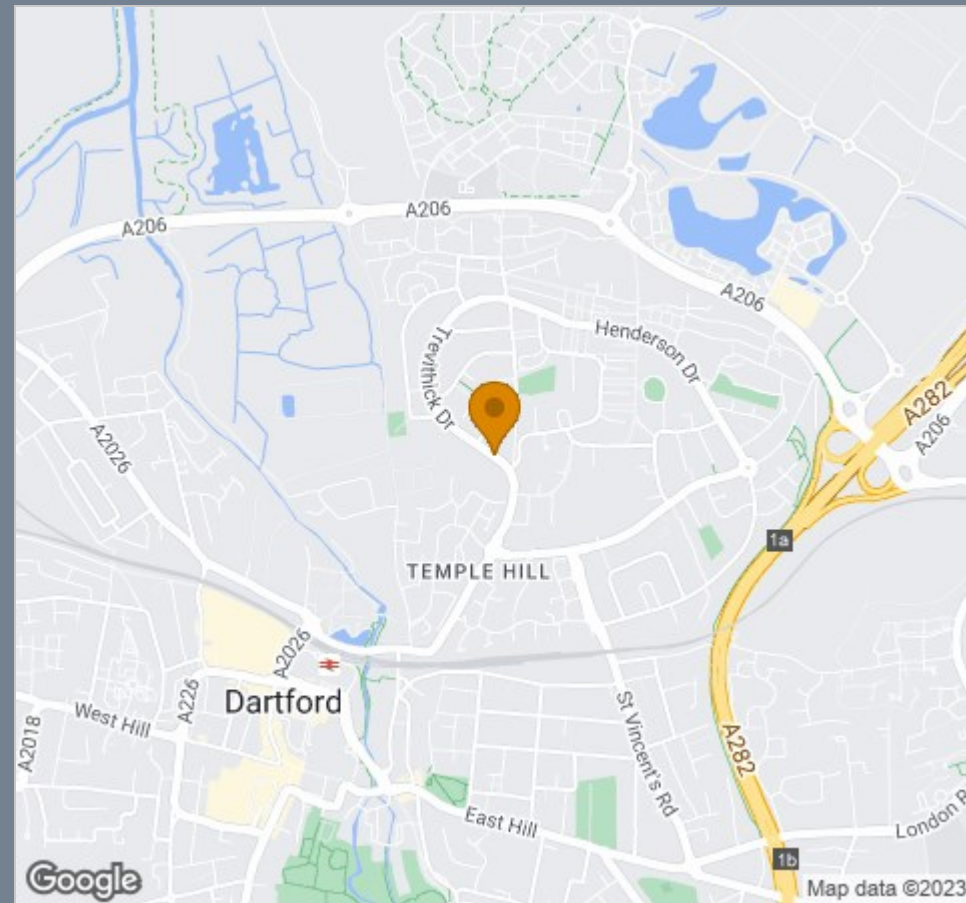 A206
A206
A206
Henderson Dr
Trevithick Dr
A282
A206
A2026
1a
TEMPLE HILL
A2026
A226
Dartford
West Hill
A2018
St Vincent's Rd
A282
East Hill
London R
1b
Google
Map data ©2023